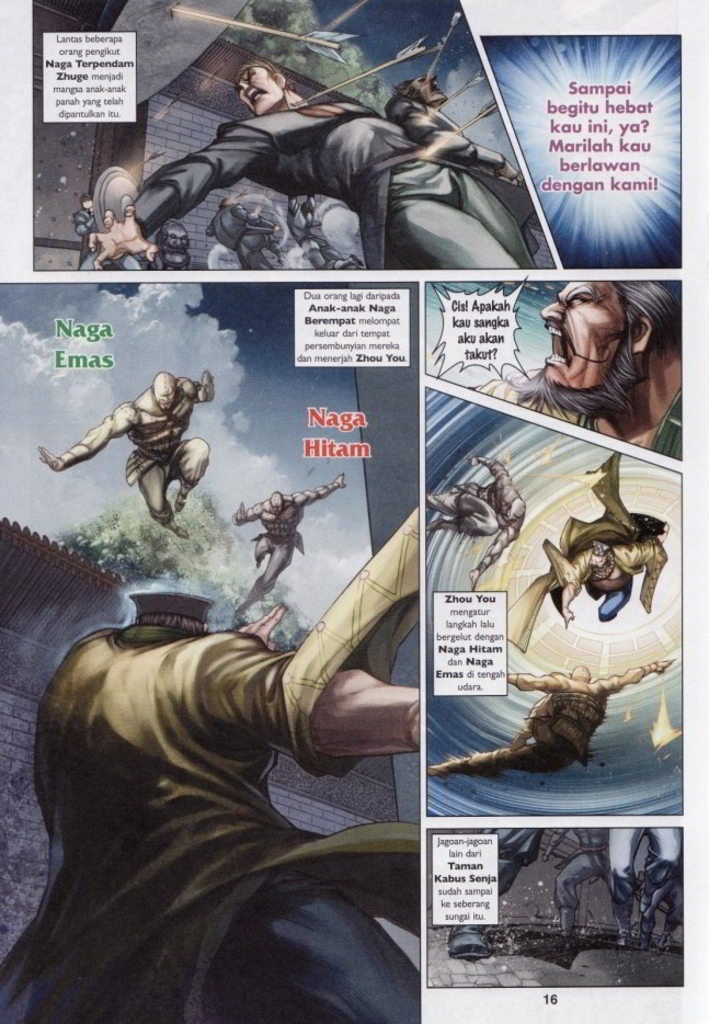 Lantas beberapa
orang pengikut
Naga Terpendam
Zhuge menjadi
mangsa anak-anak
panah yang telah
dipantulkan itu.
Sampai
begitu hebat
kau ini, ya?
Marilah kau
berlawan
dengan kami!
Naga
Emas
Dua orang lagi daripada
Anak-anak Naga
Berempat melompat
keluar dari tempat
persembunyian mereka
dan menerjah Zhou You.
Naga
Hitam
Cis! Apakah
kau sangka
aku akan
takut?
Zhou You
mengatur
langkah lalu
bergelut dengan
Naga Hitam
dan Naga
Emas di tengah
udara.
Jagoan-jagoan
lain dari
Taman
Kabus Senja
sudah sampai
ke seberang
sungai itu.
16